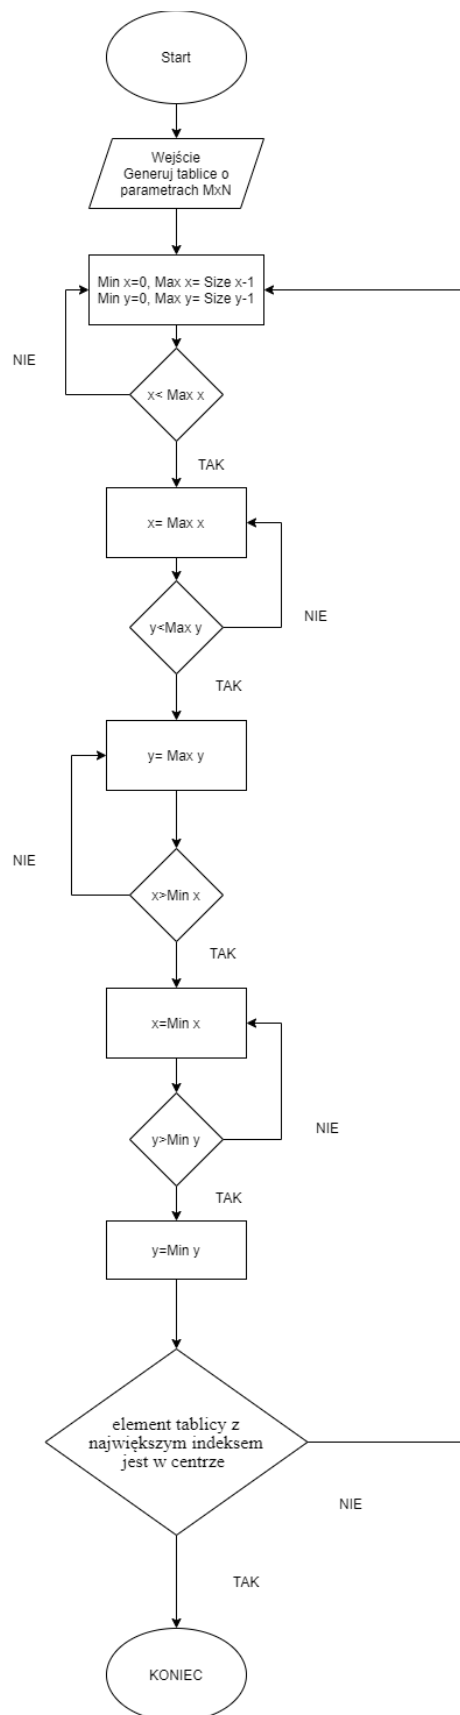 Start
Wejście
Generuj tablice o
parametrach MxN
Min x=0, Max x= Size x-1
Min y=0, Max y= Size y-1
NIE
x< Max x
TAK
x= Max x
y<Max y
NIE
TAK
y= Max y
NIE
x>Min x
TAK
x=Min x
y>Min y
NIE
TAK
y=Min y
element tablicy z
największym indeksem
jest w centrze
NIE
TAK
KONIEC